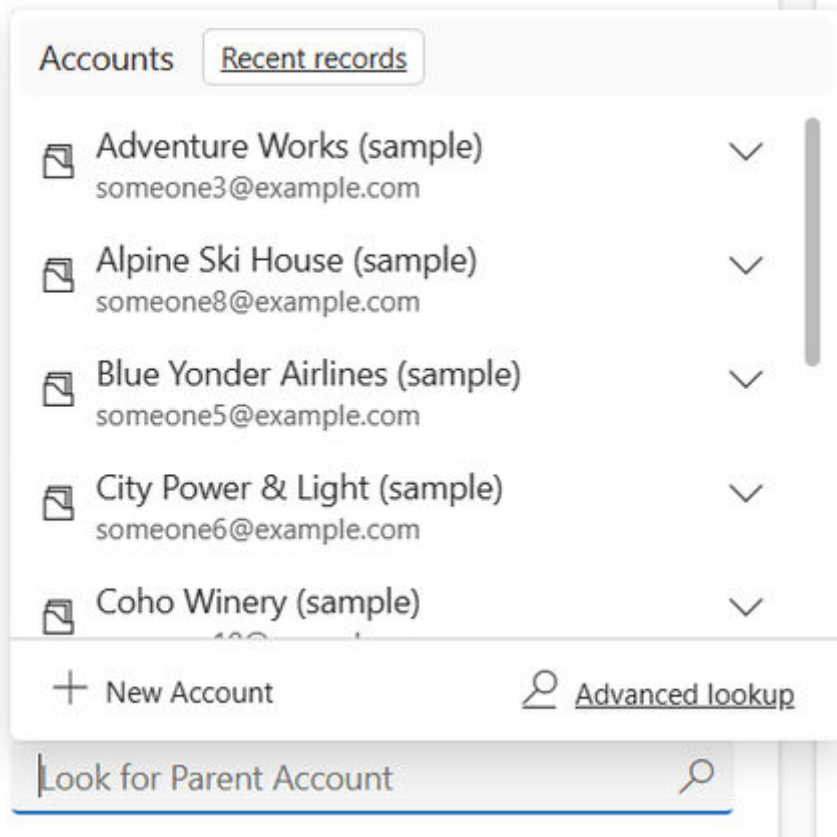 Accounts Recent records
Adventure Works (sample)
someone3@example.com
Alpine Ski House (sample)
someone8@example.com
Blue Yonder Airlines (sample)
someone5@example.com
City Power & Light (sample)
someone6@example.com
Coho Winery (sample)
New Account Advanced lookup
Look for Parent Account